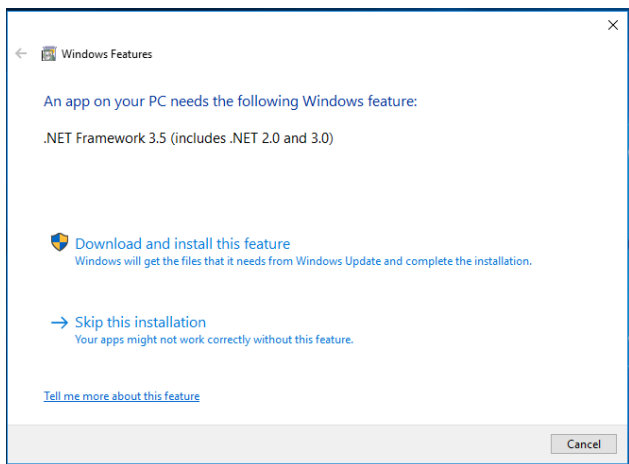 Windows Features
An app on your PC needs the following Windows feature:
.NET Framework 3.5 (includes .NET 2.0 and 3.0)
Download and install this feature
Windows will get the files that it needs from Windows Update and complete the installation.
Skip this installation
Your apps might not work correctly without this feature.
Tell me more about this feature
Cancel